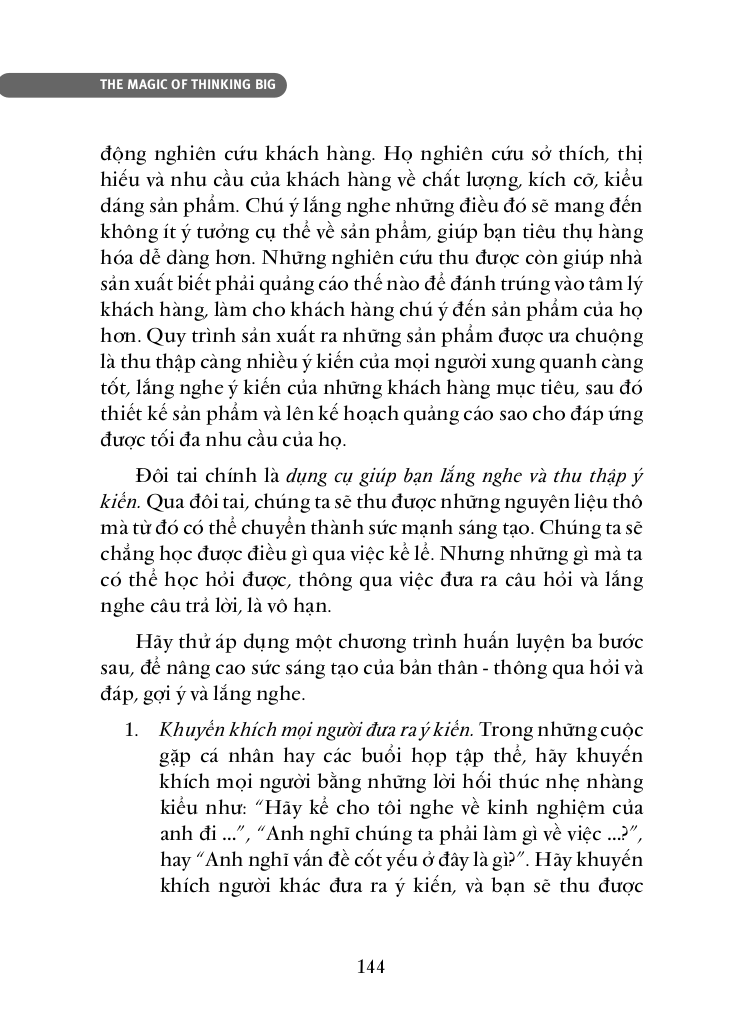 THE MAGIC OF THINKING BIG
động nghiên cứu khách hàng. Họ nghiên cứu sở thích, thị
hiếu và nhu cầu của khách hàng về chất lượng, kích cỡ, kiểu
dáng sản phẩm. Chú ý lắng nghe những điều đó sẽ mang đến
không ít ý tưởng cụ thể về sản phẩm, giúp bạn tiêu thụ hàng
hóa dễ dàng hơn. Những nghiên cứu thu được còn giúp nhà
sản xuất biết phải quảng cáo thế nào để đánh trúng vào tâm lý
khách hàng, làm cho khách hàng chú ý đến sản phẩm của họ
hơn. Quy trình sản xuất ra những sản phẩm được ưa chuộng
là thu thập càng nhiều ý kiến của mọi người xung quanh càng
tốt, lắng nghe ý kiến của những khách hàng mục tiêu, sau đó
thiết kế sản phẩm và lên kế hoạch quảng cáo sao cho đáp ứng
được tối đa nhu cầu của họ.
Đôi tai chính là dụng cụ giúp bạn lắng nghe và thu thập ý
kiến. Qua đôi tai, chúng ta sẽ thu được những nguyên liệu thô
mà từ đó có thể chuyển thành sức mạnh sáng tạo. Chúng ta sẽ
chẳng học được điều gì qua việc kể lể. Nhưng những gì mà ta
có thể học hỏi được, thông qua việc đưa ra câu hỏi và lắng
nghe câu trả lời, là vô hạn.
Hãy thử áp dụng một chương trình huấn luyện ba bước
sau, để nâng cao sức sáng tạo của bản thân - thông qua hỏi và
đáp, gợi ý và lắng nghe.
1. Khuyến khích mọi người đưa ra ý kiến. Trong những cuộc
gặp cá nhân hay các buổi họp tập thể, hãy khuyến
khích mọi người bằng những lời hối thúc nhẹ nhàng
kiểu như: “Hãy kể cho tôi nghe về kinh nghiệm của
anh đi ...”, “Anh nghĩ chúng ta phải làm gì về việc ...?”,
hay “Anh nghĩ vấn đề cốt yếu ở đây là gì?”. Hãy khuyến
khích người khác đưa ra ý kiến, và bạn sẽ thu được
144